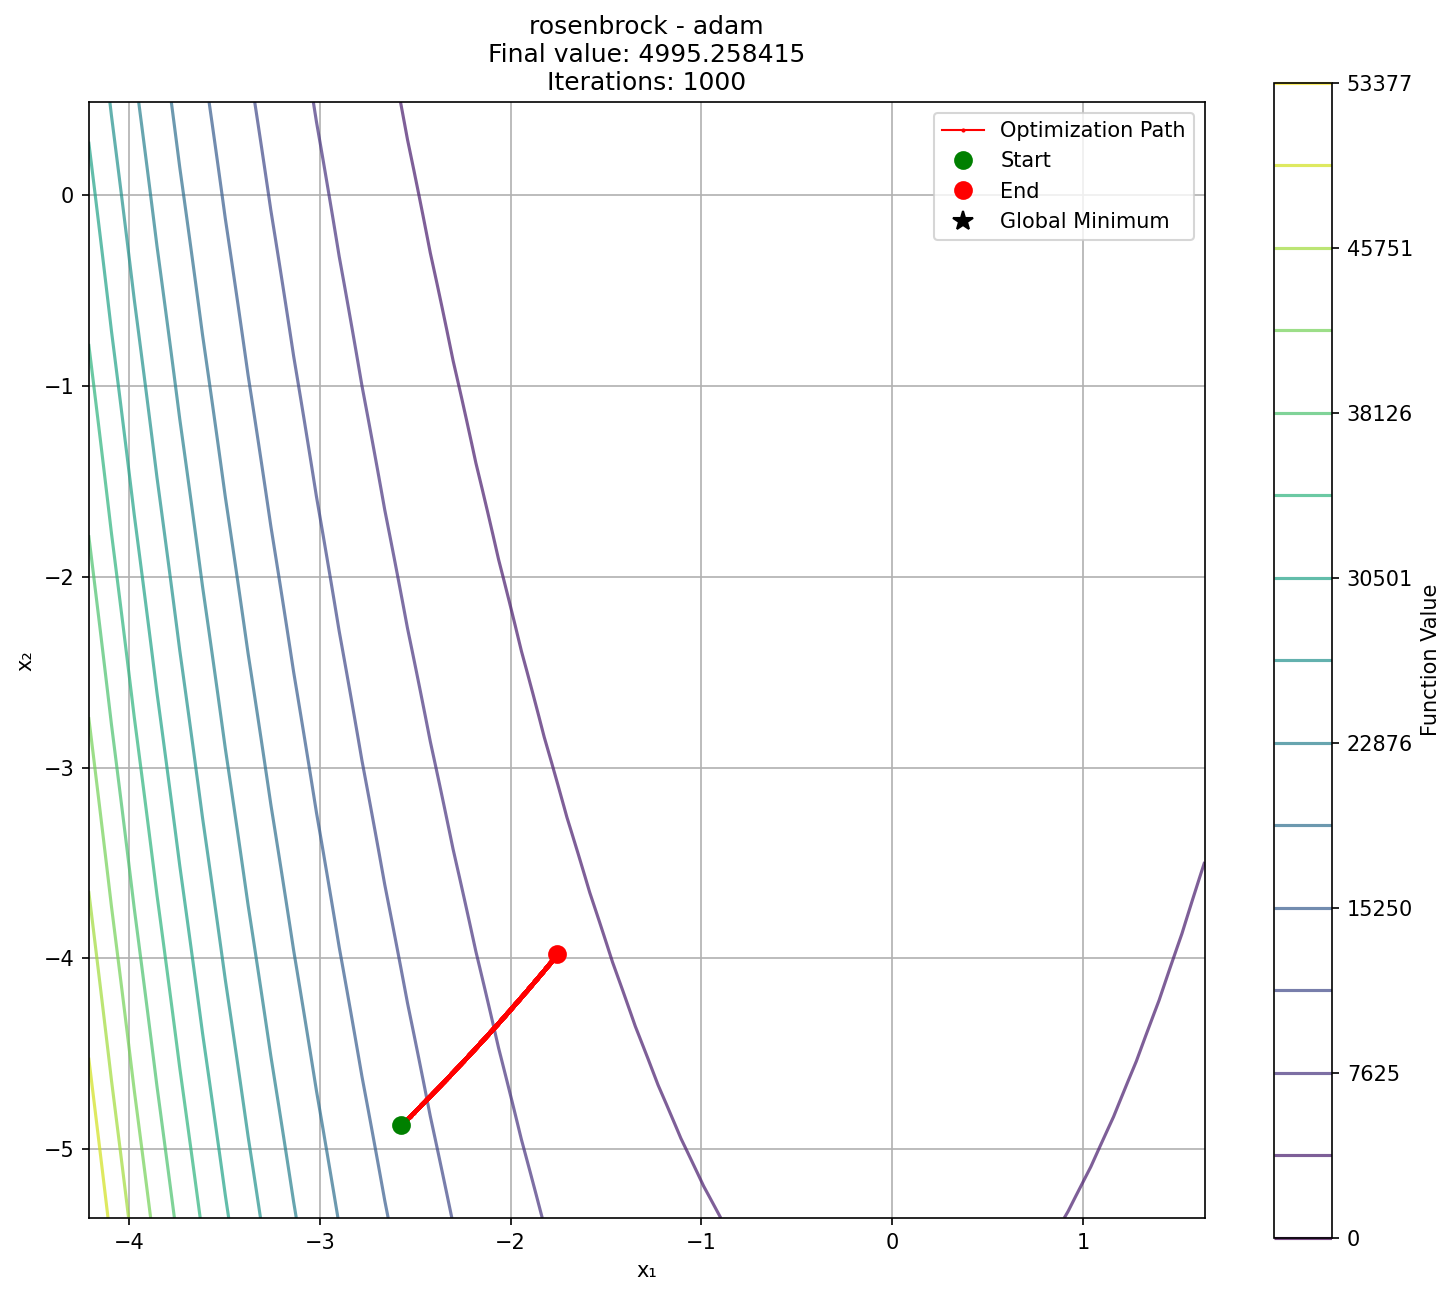 rosenbrock - adam
Final value: 4995.258415
Iterations: 1000
Optimization Path
Start
End
Global Minimum
0
−1
−2
−3
−4
−5
x₂
−4
−3
−2
−1
0
1
x₁
53377
45751
38126
30501
22876
15250
7625
0
Function Value